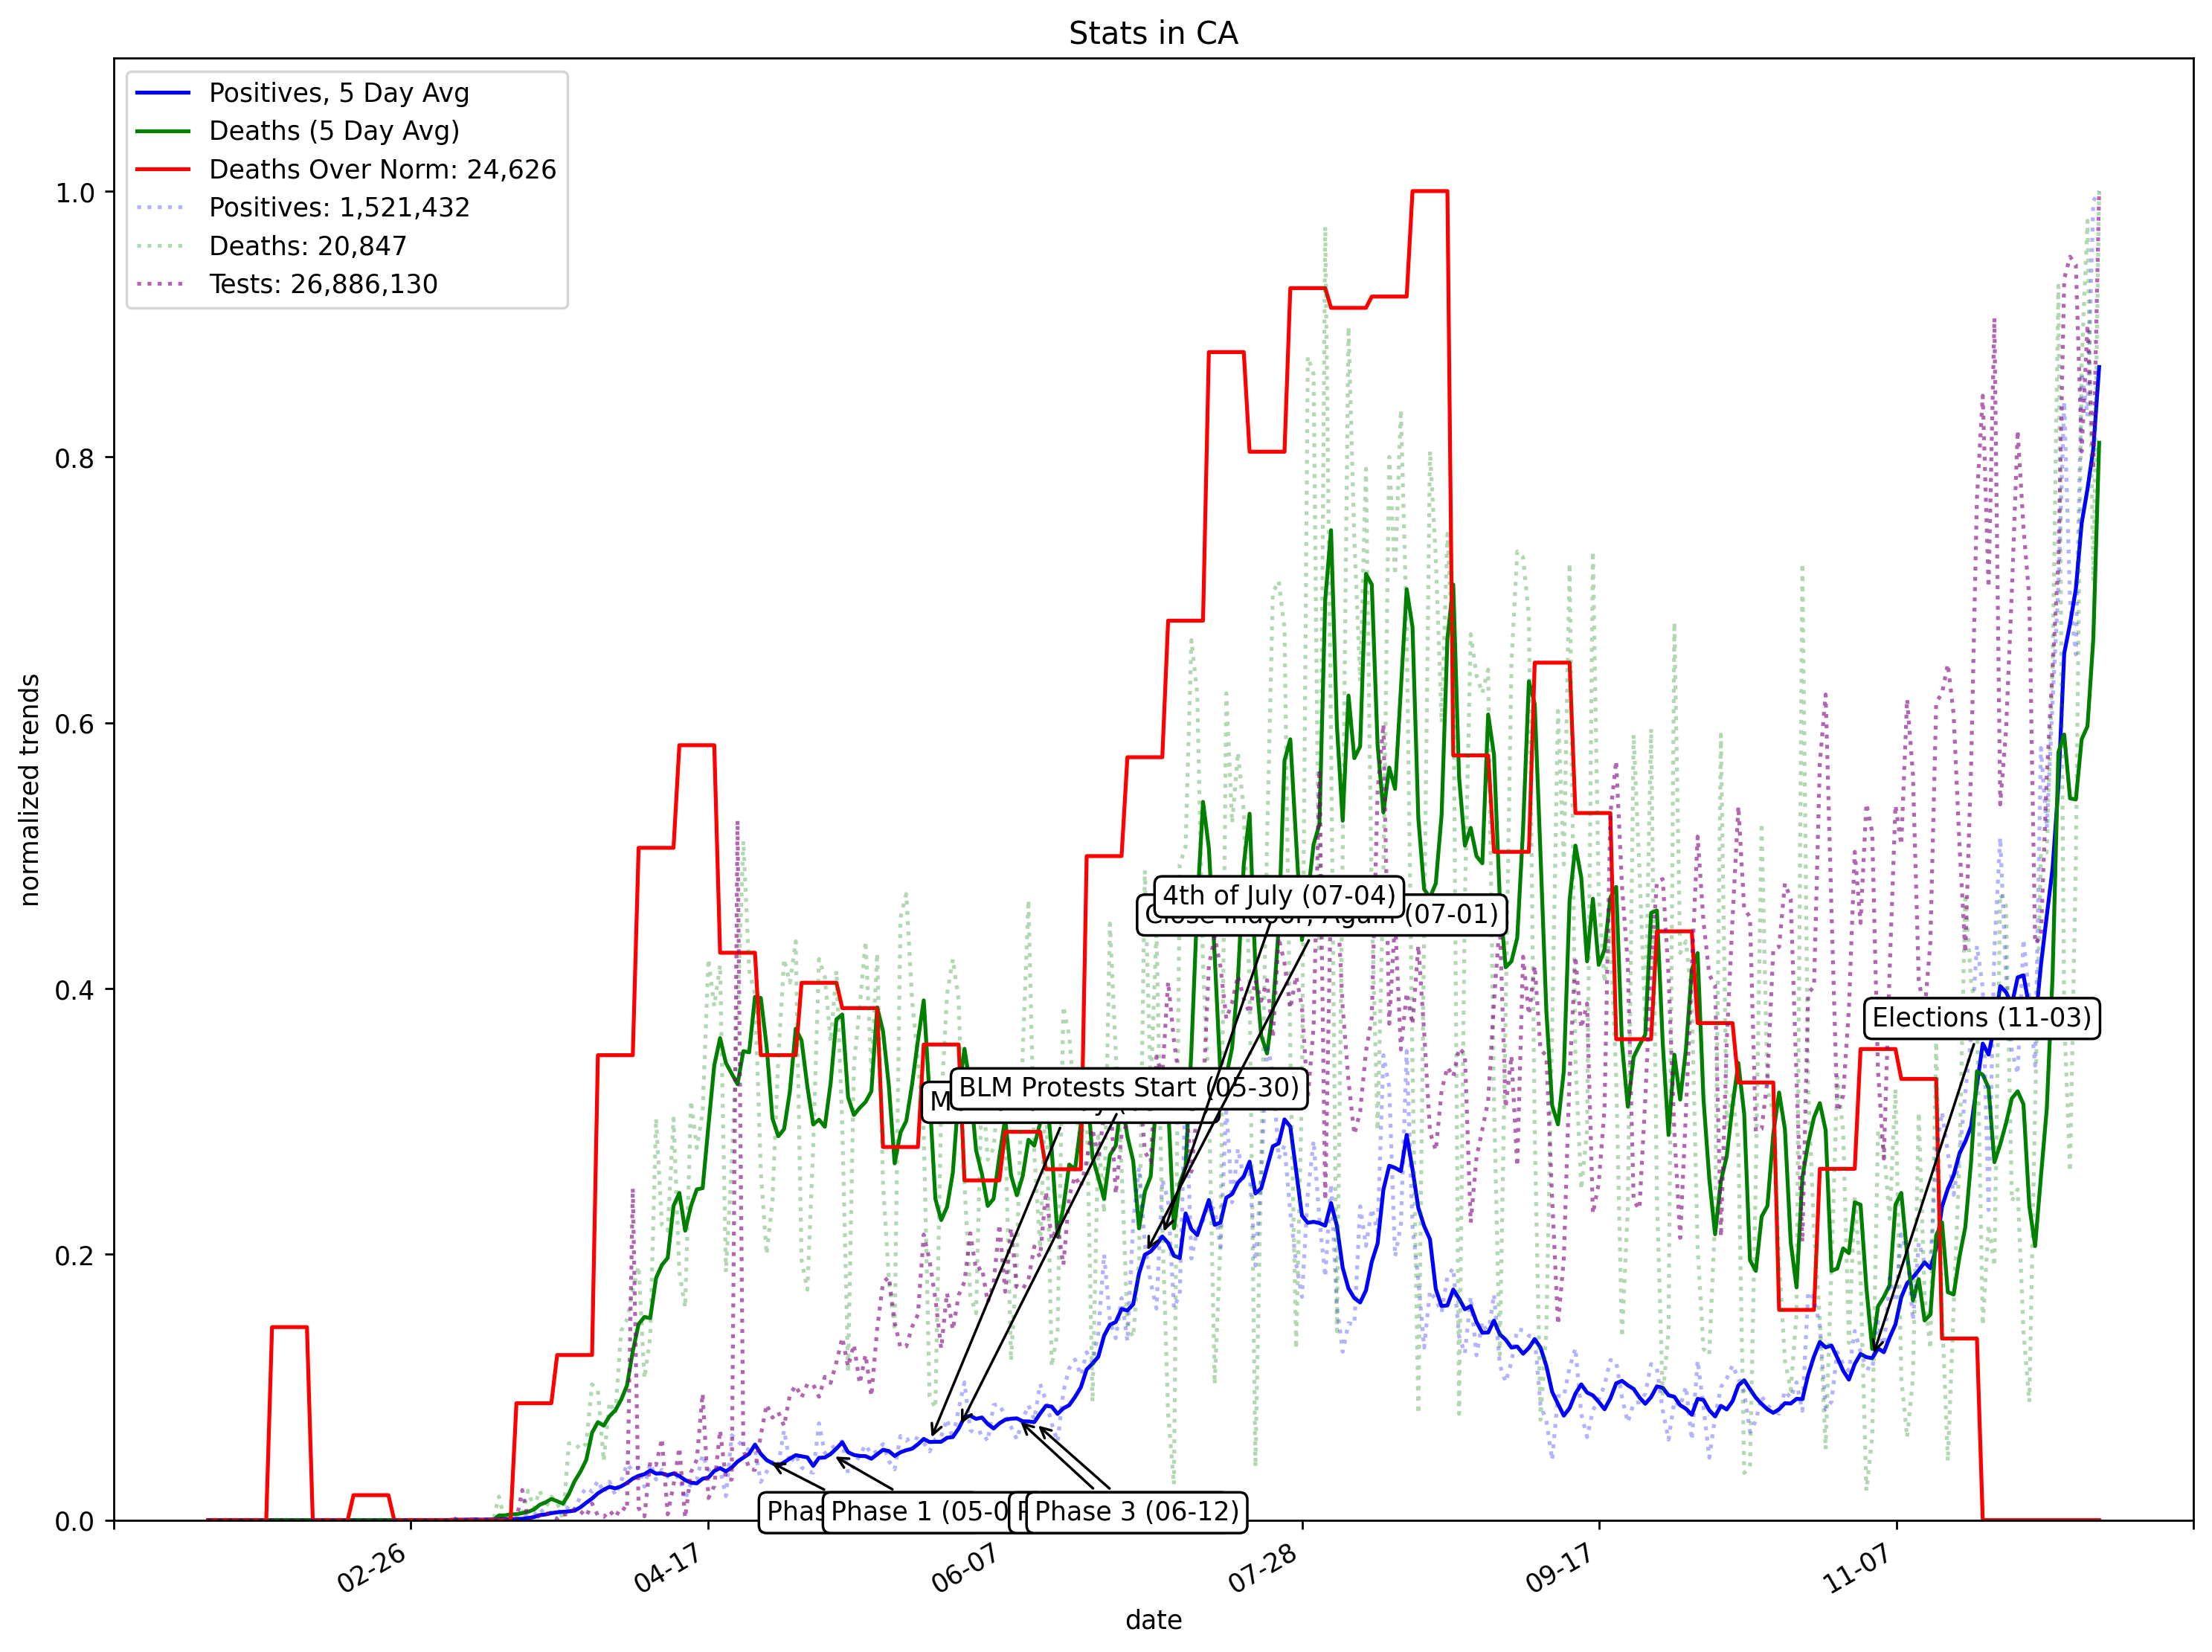 Stats in CA
Positives, 5 Day Avg
Deaths (5 Day Avg)
Deaths Over Norm: 24,626
Positives: 1,521,432
Deaths: 20,847
Tests: 26,886,130
normalized trends
1.0
0.8
0.6
0.4
0.2
0.0
4th of July (07-04)
(07-01)
Elections (11-03)
BLM Protests Start (05-30)
Phase 1 (05-0
Phase 3 (06-12)
02-26
04-17
06-07
07-28
09-17
11-07
date